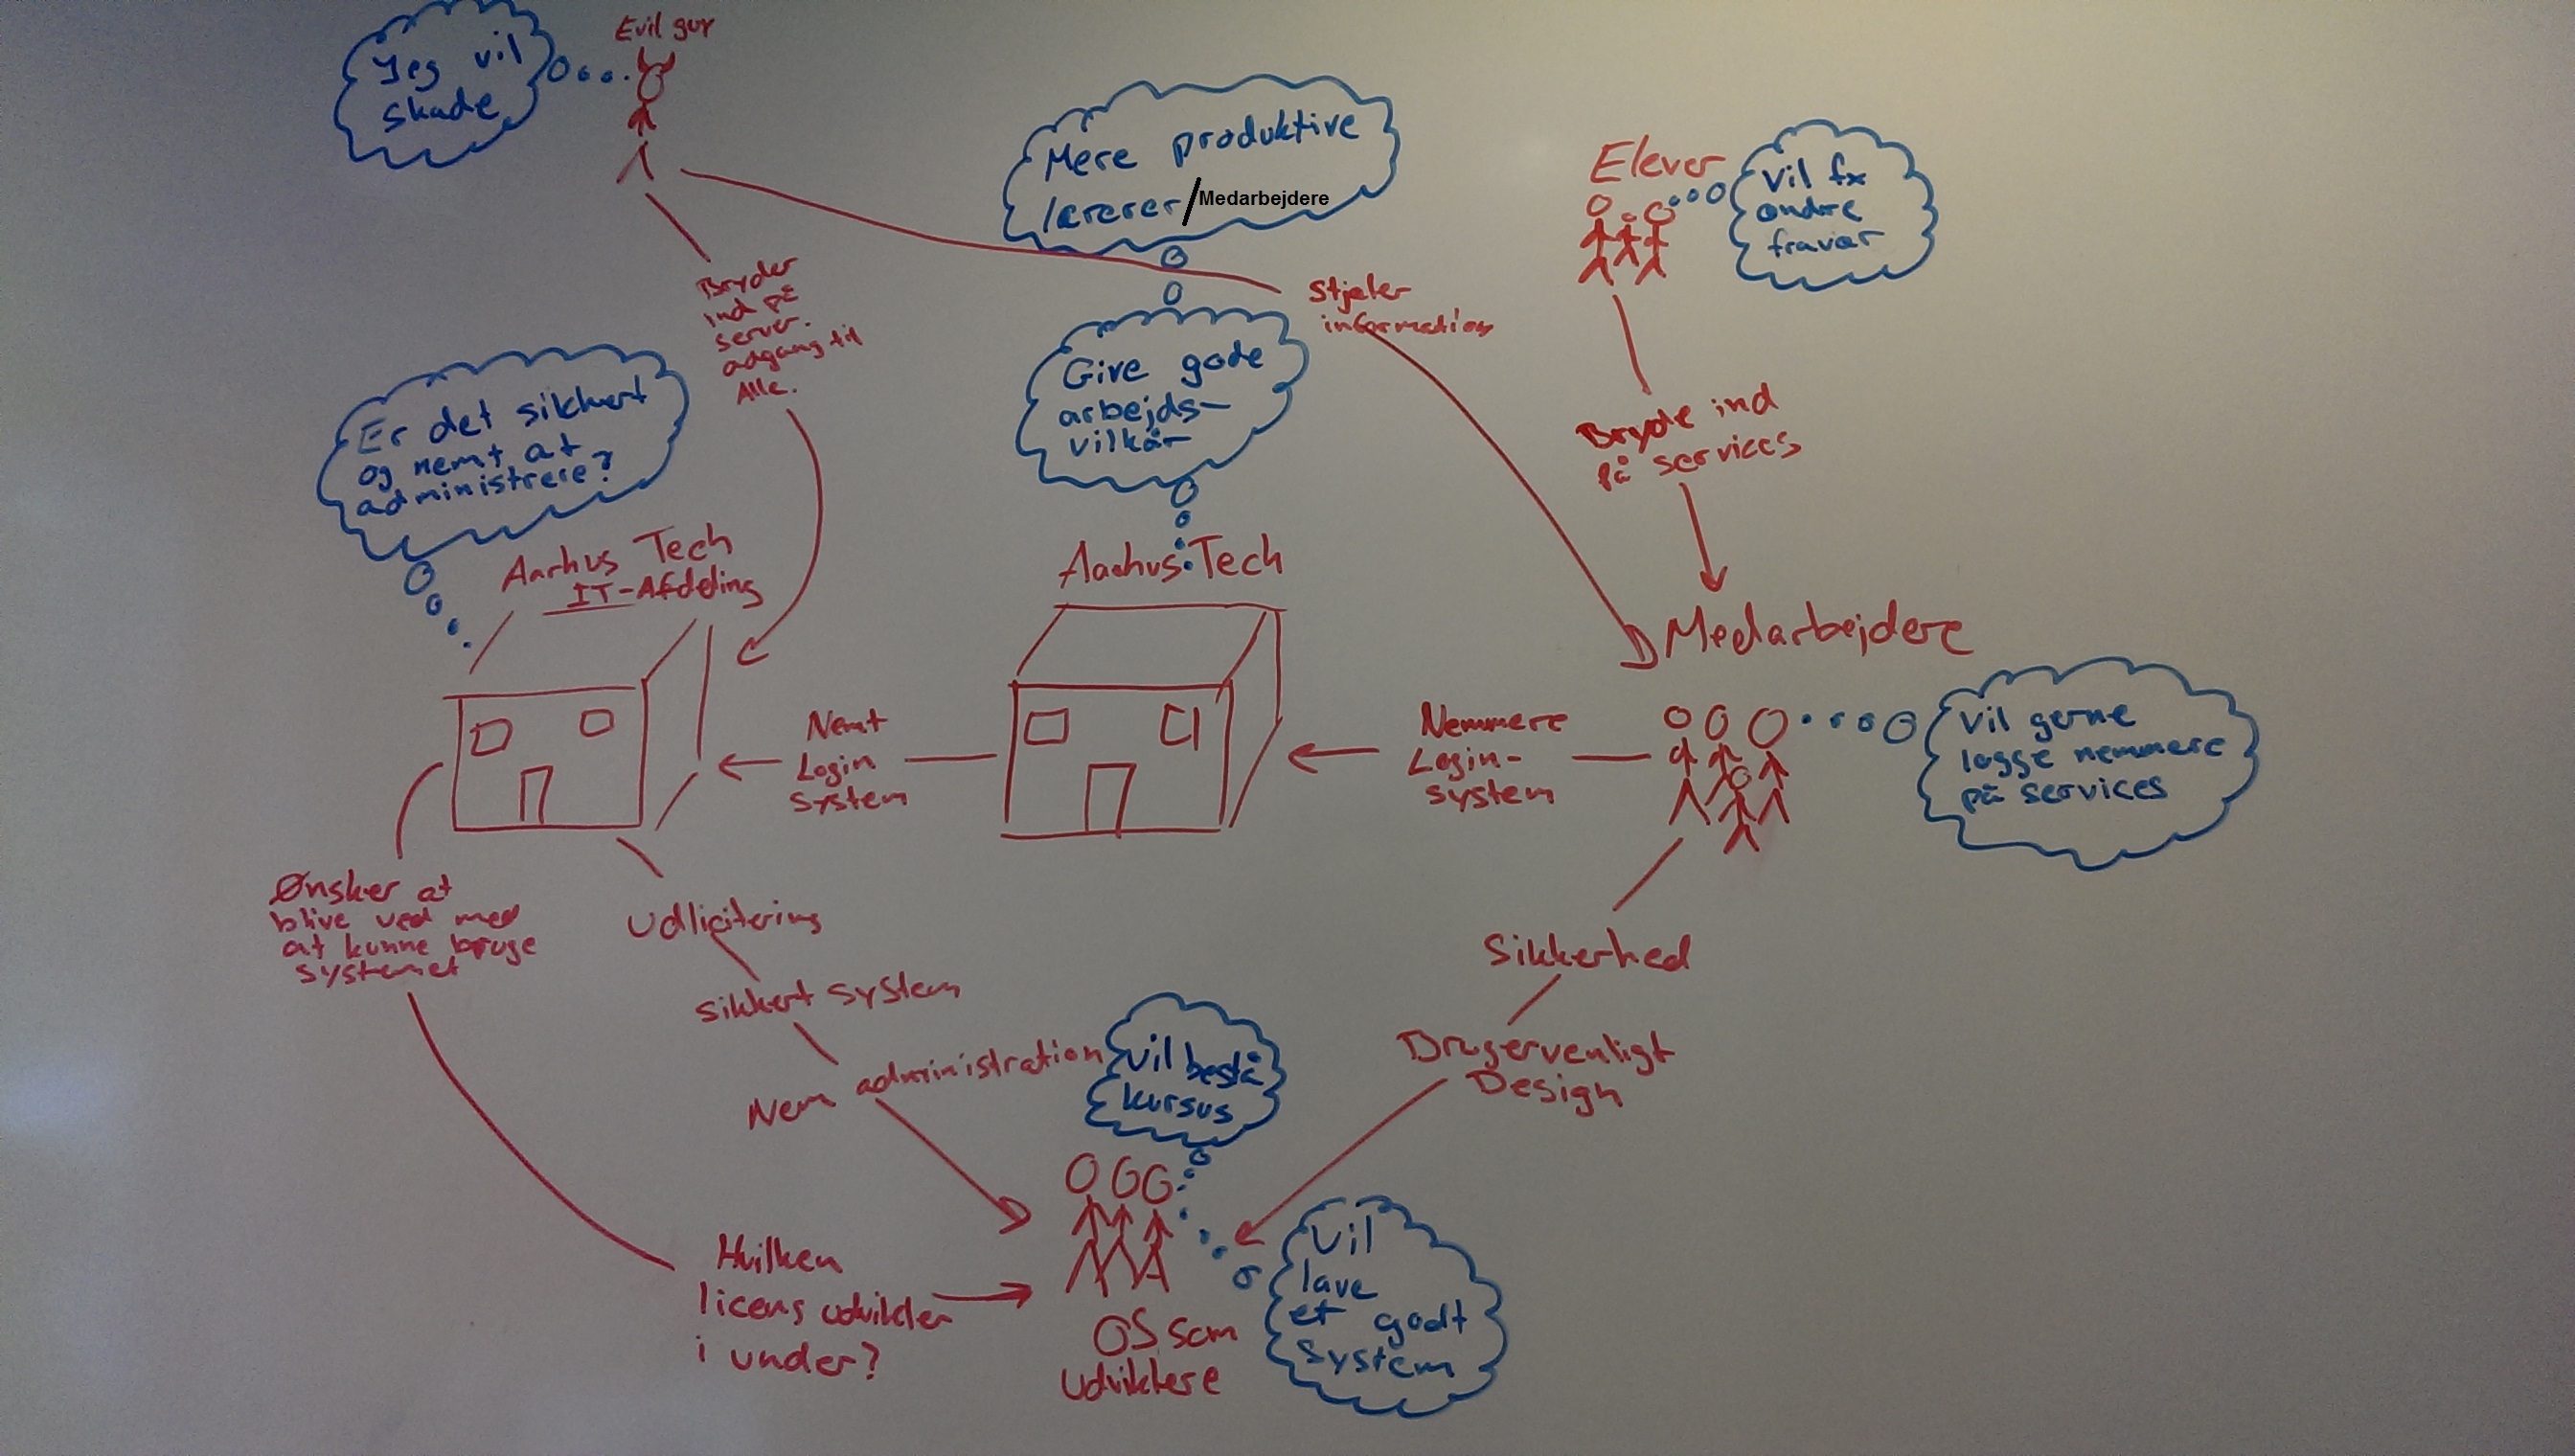 Evil guy
Jeg vil
skade
Mere produktive
lærerer/Medarbejdere
Elever
Vil fx
ændre
fravær
Bryder
ind på
server.
adgang til
Alle.
Stjæler
information
Er det sikkert
og nemt at
administrere?
Give gode
arbejds-
vilkår
Bryde ind
på services
Aarhus Tech
IT-Afdeling
Aarhus Tech
Medarbejdere
Nemt
Login
System
Nemmere
Login-
system
Vil gerne
logge nemmere
på services
Ønsker at
blive ved med
at kunne bruge
systemet
Udlicitering
Sikkert System
Nem administration
Sikkerhed
Brugervenligt
Design
Vil bestå
kursus
Hvilken
licens udvikler
i under?
OS som
udviklere
Vil
lave
et godt
System